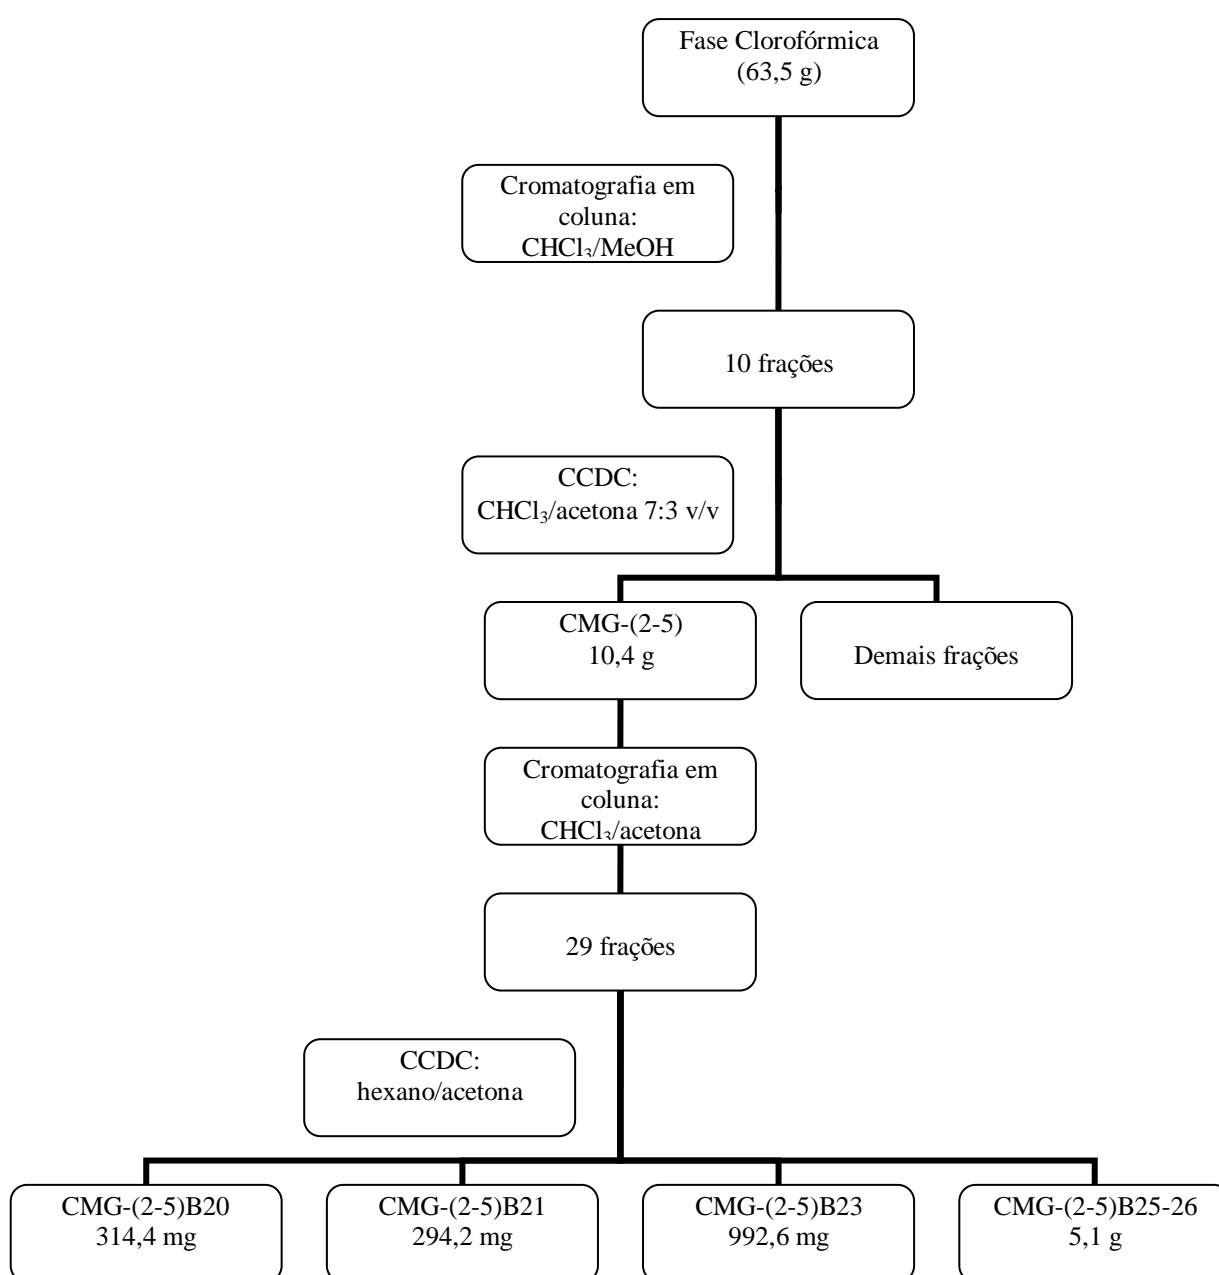 Fase Clorofórmica
(63,5 g)
Cromatografia em
coluna:
CHCl₃/MeOH
10 frações
CCDC:
CHCl₃/acetona 7:3 v/v
CMG-(2-5)
10,4 g
Demais frações
Cromatografia em
coluna:
CHCl₃/acetona
29 frações
CCDC:
hexano/acetona
CMG-(2-5)B20
314,4 mg
CMG-(2-5)B21
294,2 mg
CMG-(2-5)B23
992,6 mg
CMG-(2-5)B25-26
5,1 g